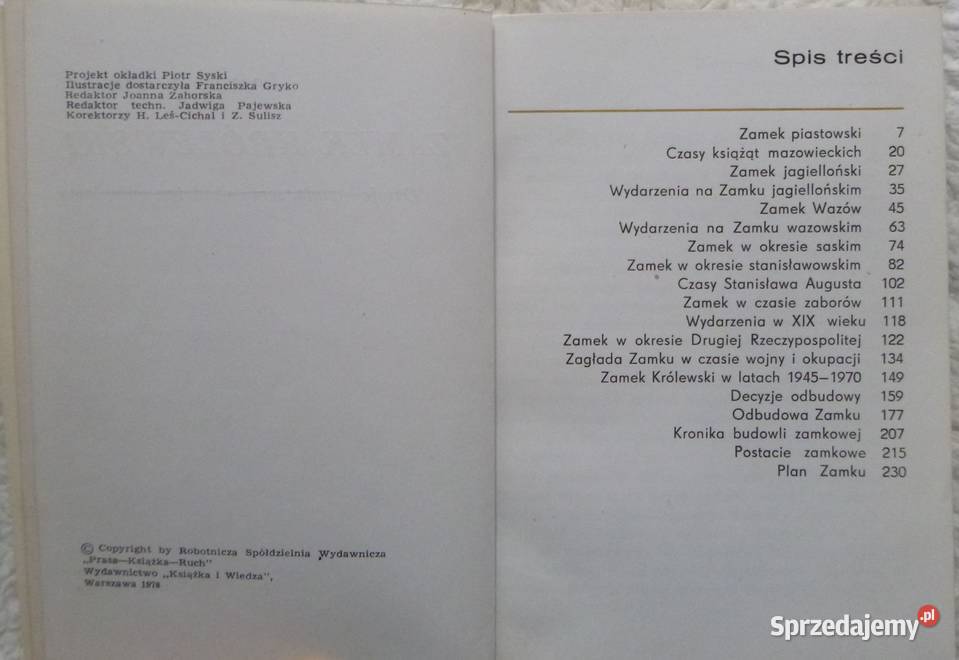 Projekt okładki Piotr Syski
Ilustracje dostarczyła Franciszka Gryko
Redaktor Joanna Zahorska
Redaktor techn. Jadwiga Pajewska
Korektorzy H. Leś-Cichal i Z. Sulisz
© Copyright by Robotnicza Spółdzielnia Wydawnicza
„Prasa—Książka—Ruch"
Wydawnictwo „Książka i Wiedza",
Warszawa 1978
Spis treści
Zamek piastowski 7
Czasy książąt mazowieckich 20
Zamek jagielloński 27
Wydarzenia na Zamku jagiellońskim 35
Zamek Wazów 45
Wydarzenia na Zamku wazowskim 63
Zamek w okresie saskim 74
Zamek w okresie stanisławowskim 82
Czasy Stanisława Augusta 102
Zamek w czasie zaborów 111
Wydarzenia w XIX wieku 118
Zamek w okresie Drugiej Rzeczypospolitej 122
Zagłada Zamku w czasie wojny i okupacji 134
Zamek Królewski w latach 1945–1970 149
Decyzje odbudowy 159
Odbudowa Zamku 177
Kronika budowli zamkowej 207
Postacie zamkowe 215
Plan Zamku 230
Sprzedajemy.pl